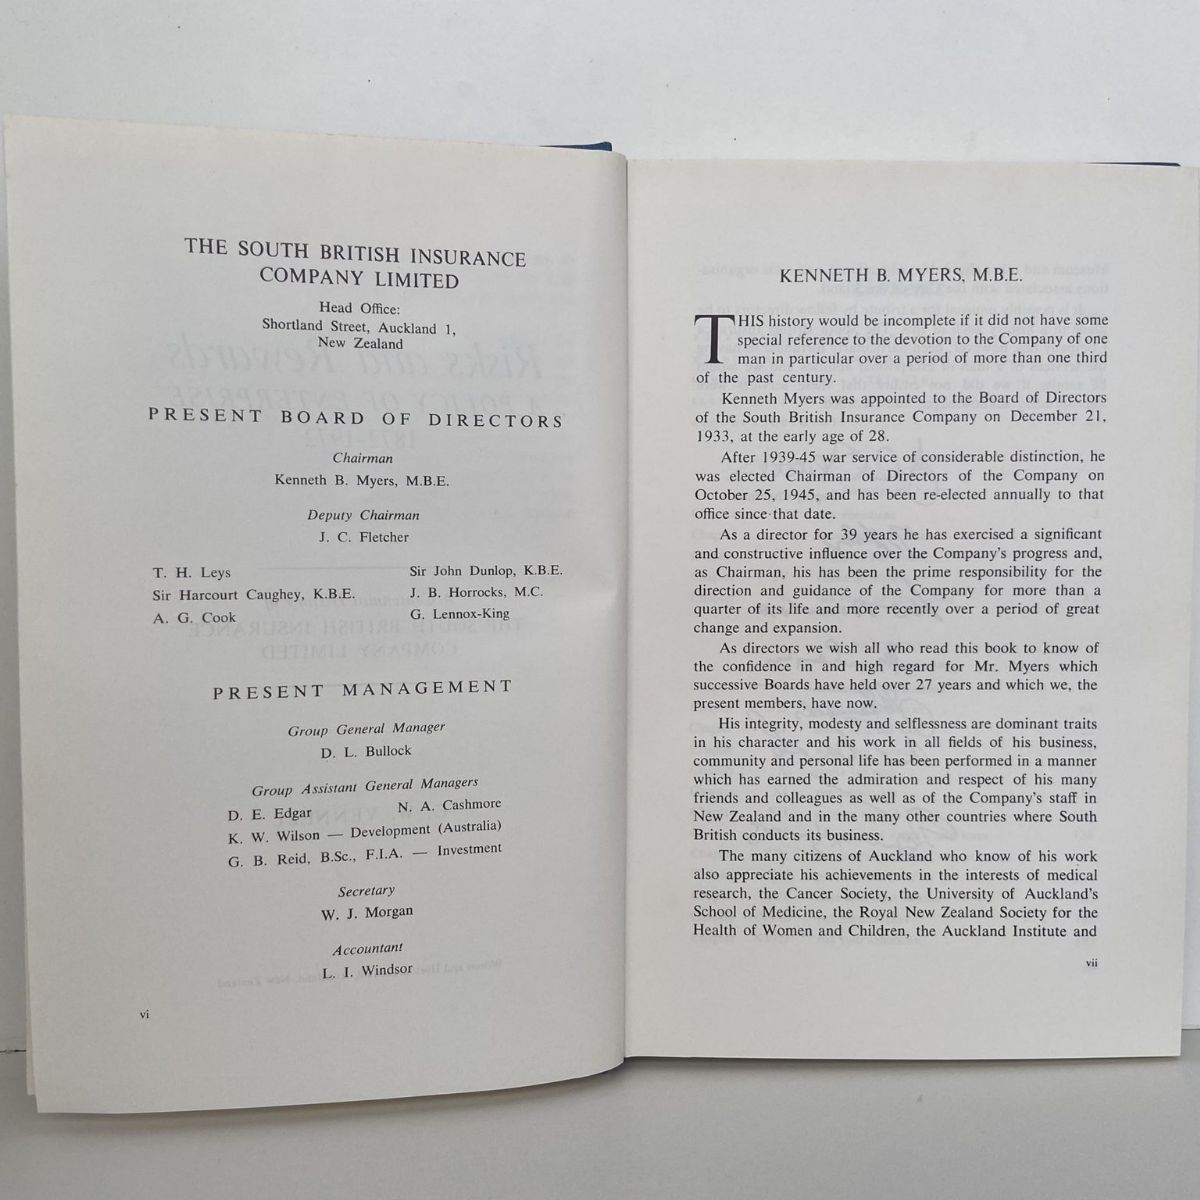 THE SOUTH BRITISH INSURANCE
COMPANY LIMITED
Head Office:
Shortland Street, Auckland 1,
New Zealand
PRESENT BOARD OF DIRECTORS
Chairman
Kenneth B. Myers, M.B.E.
Deputy Chairman
J. C. Fletcher
T. H. Leys Sir John Dunlop, K.B.E.
Sir Harcourt Caughey, K.B.E. J. B. Horrocks, M.C.
A. G. Cook G. Lennox-King
PRESENT MANAGEMENT
Group General Manager
D. L. Bullock
Group Assistant General Managers
D. E. Edgar N. A. Cashmore
K. W. Wilson — Development (Australia)
G. B. Reid, B.Sc., F.I.A. — Investment
Secretary
W. J. Morgan
Accountant
L. I. Windsor
vi
KENNETH B. MYERS, M.B.E.
THIS history would be incomplete if it did not have some
special reference to the devotion to the Company of one
man in particular over a period of more than one third
of the past century.
Kenneth Myers was appointed to the Board of Directors
of the South British Insurance Company on December 21,
1933, at the early age of 28.
After 1939-45 war service of considerable distinction, he
was elected Chairman of Directors of the Company on
October 25, 1945, and has been re-elected annually to that
office since that date.
As a director for 39 years he has exercised a significant
and constructive influence over the Company's progress and,
as Chairman, his has been the prime responsibility for the
direction and guidance of the Company for more than a
quarter of its life and more recently over a period of great
change and expansion.
As directors we wish all who read this book to know of
the confidence in and high regard for Mr. Myers which
successive Boards have held over 27 years and which we, the
present members, have now.
His integrity, modesty and selflessness are dominant traits
in his character and his work in all fields of his business,
community and personal life has been performed in a manner
which has earned the admiration and respect of his many
friends and colleagues as well as of the Company's staff in
New Zealand and in the many other countries where South
British conducts its business.
The many citizens of Auckland who know of his work
also appreciate his achievements in the interests of medical
research, the Cancer Society, the University of Auckland's
School of Medicine, the Royal New Zealand Society for the
Health of Women and Children, the Auckland Institute and
vii